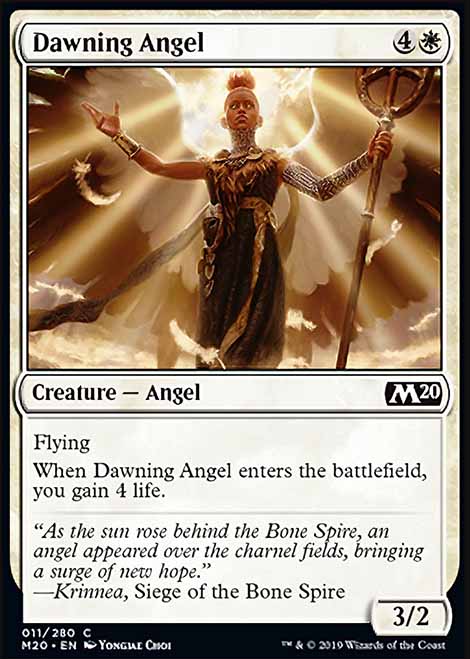 Dawning Angel 4
Creature — Angel M20
Flying
When Dawning Angel enters the battlefield,
you gain 4 life.
“As the sun rose behind the Bone Spire, an
angel appeared over the charnel fields, bringing
a surge of new hope.”
—Krinnea, Siege of the Bone Spire
3/2
011/280 C
M20 • EN Yongjae Choi ™ & © 2019 Wizards of the Coast